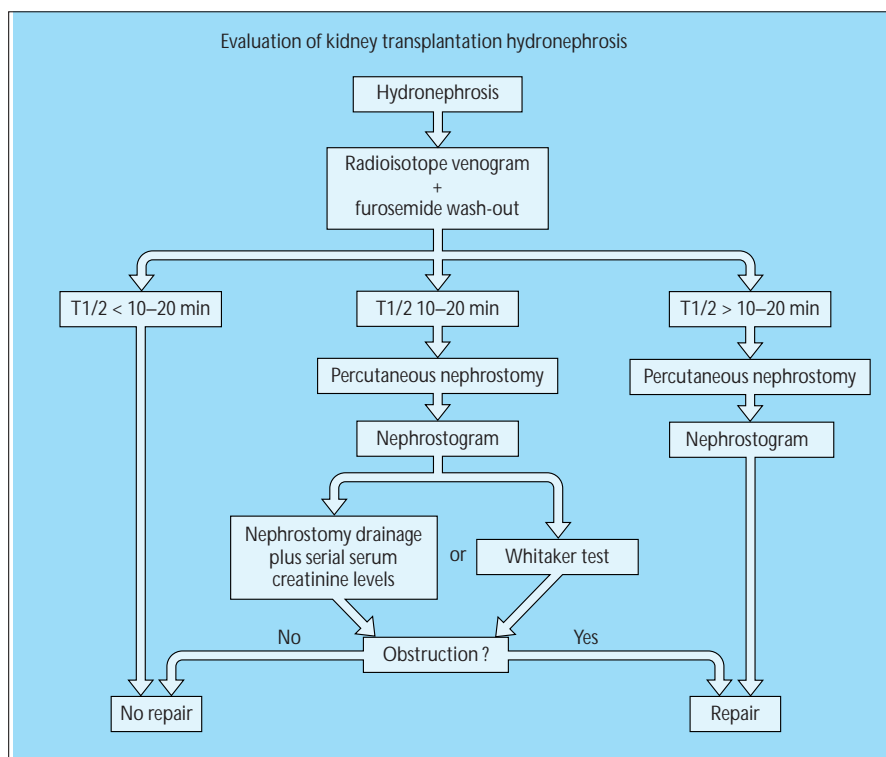 Evaluation of kidney transplantation hydronephrosis
Hydronephrosis
Radioisotope venogram
+
furosemide wash-out
T1/2 < 10–20 min
T1/2 10–20 min
T1/2 > 10–20 min
Percutaneous nephrostomy
Percutaneous nephrostomy
Nephrostogram
Nephrostogram
Nephrostomy drainage
plus serial serum
creatinine levels
or
Whitaker test
No
Yes
Obstruction ?
No repair
Repair